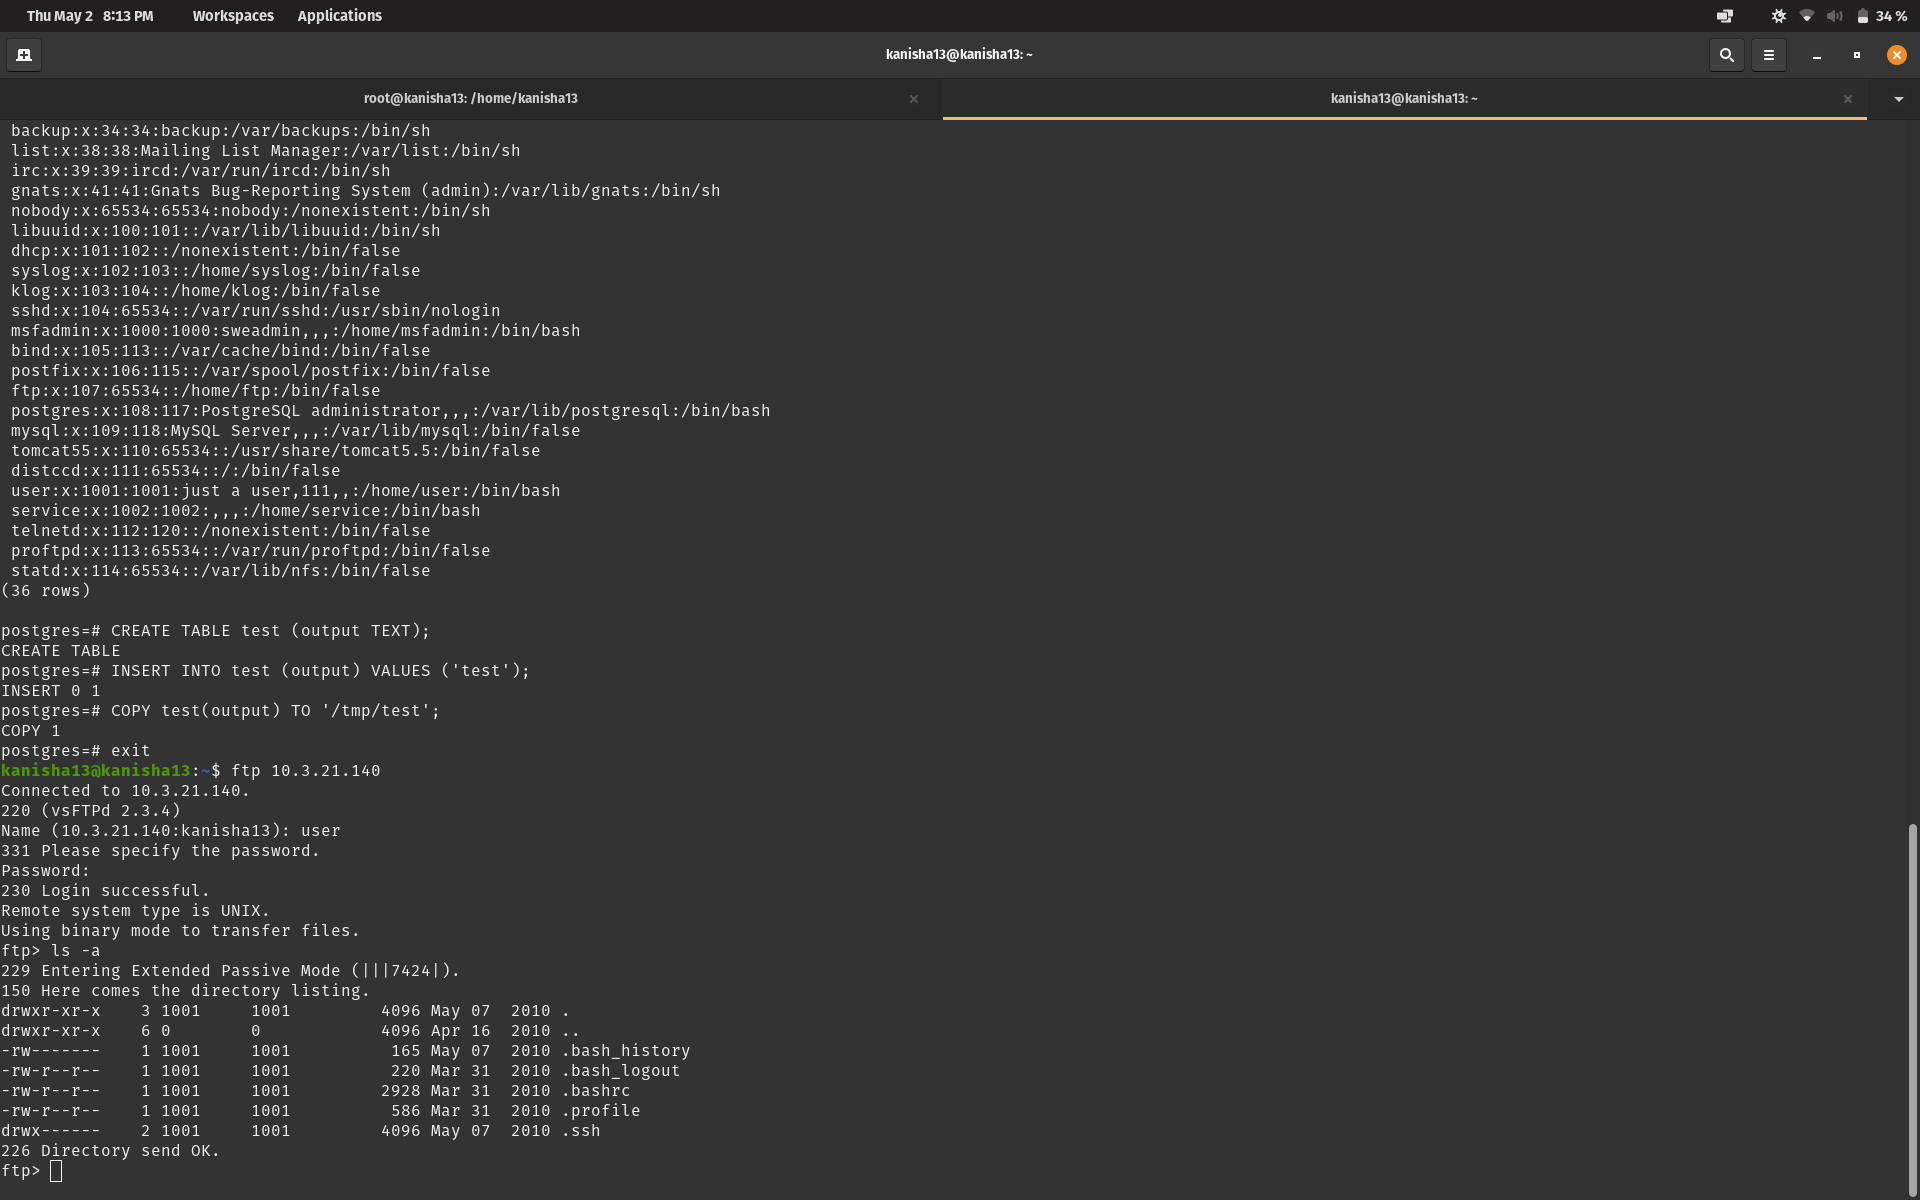 Thu May 2 8:13 PM Workspaces Applications 34 %
kanisha13@kanisha13: ~
root@kanisha13: /home/kanisha13 kanisha13@kanisha13: ~
backup:x:34:34:backup:/var/backups:/bin/sh
list:x:38:38:Mailing List Manager:/var/list:/bin/sh
irc:x:39:39:ircd:/var/run/ircd:/bin/sh
gnats:x:41:41:Gnats Bug-Reporting System (admin):/var/lib/gnats:/bin/sh
nobody:x:65534:65534:nobody:/nonexistent:/bin/sh
libuuid:x:100:101::/var/lib/libuuid:/bin/sh
dhcp:x:101:102::/nonexistent:/bin/false
syslog:x:102:103::/home/syslog:/bin/false
klog:x:103:104::/home/klog:/bin/false
sshd:x:104:65534::/var/run/sshd:/usr/sbin/nologin
msfadmin:x:1000:1000:sweadmin,,,:/home/msfadmin:/bin/bash
bind:x:105:113::/var/cache/bind:/bin/false
postfix:x:106:115::/var/spool/postfix:/bin/false
ftp:x:107:65534::/home/ftp:/bin/false
postgres:x:108:117:PostgreSQL administrator,,,:/var/lib/postgresql:/bin/bash
mysql:x:109:118:MySQL Server,,,:/var/lib/mysql:/bin/false
tomcat55:x:110:65534::/usr/share/tomcat5.5:/bin/false
distccd:x:111:65534::/:/bin/false
user:x:1001:1001:just a user,111,,:/home/user:/bin/bash
service:x:1002:1002:,,,:/home/service:/bin/bash
telnetd:x:112:120::/nonexistent:/bin/false
proftpd:x:113:65534::/var/run/proftpd:/bin/false
statd:x:114:65534::/var/lib/nfs:/bin/false
(36 rows)
postgres=# CREATE TABLE test (output TEXT);
CREATE TABLE
postgres=# INSERT INTO test (output) VALUES ('test');
INSERT 0 1
postgres=# COPY test(output) TO '/tmp/test';
COPY 1
postgres=# exit
kanisha13@kanisha13:~$ ftp 10.3.21.140
Connected to 10.3.21.140.
220 (vsFTPd 2.3.4)
Name (10.3.21.140:kanisha13): user
331 Please specify the password.
Password:
230 Login successful.
Remote system type is UNIX.
Using binary mode to transfer files.
ftp> ls -a
229 Entering Extended Passive Mode (|||7424|).
150 Here comes the directory listing.
drwxr-xr-x    3 1001     1001         4096 May 07  2010 .
drwxr-xr-x    6 0        0            4096 Apr 16  2010 ..
-rw-------    1 1001     1001          165 May 07  2010 .bash_history
-rw-r--r--    1 1001     1001          220 Mar 31  2010 .bash_logout
-rw-r--r--    1 1001     1001         2928 Mar 31  2010 .bashrc
-rw-r--r--    1 1001     1001          586 Mar 31  2010 .profile
drwx------    2 1001     1001         4096 May 07  2010 .ssh
226 Directory send OK.
ftp>